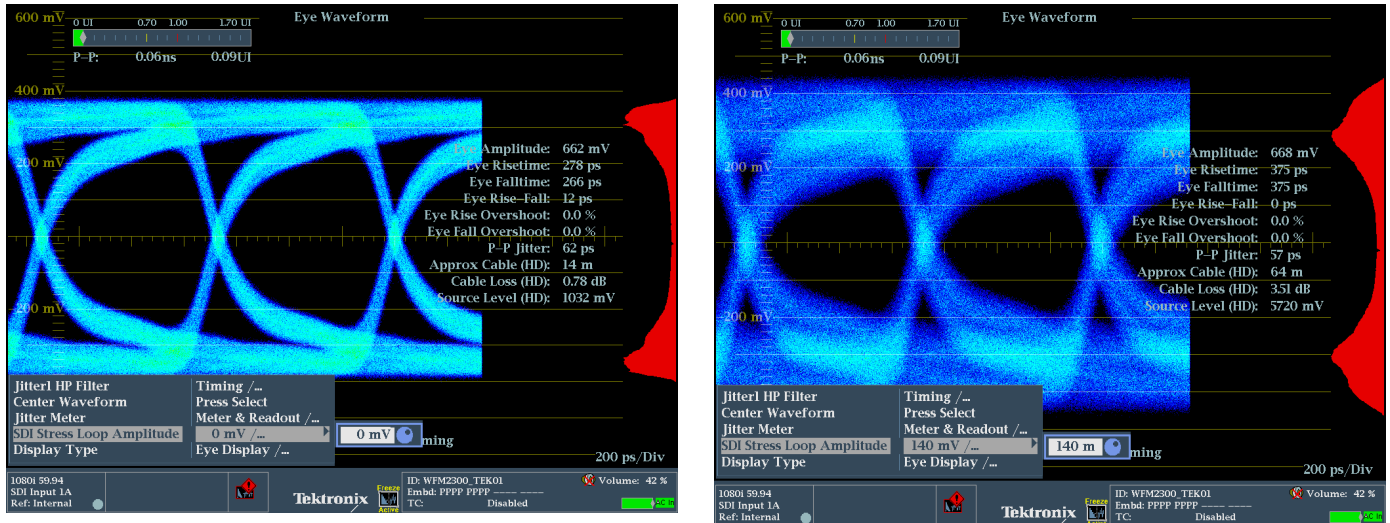 Eye Waveform
600 mV
0 UI 0.70 1.00 1.70 UI
P-P: 0.06ns 0.09UI
400 mV
Eye Amplitude: 662 mV
200 mV
Eye Risetime: 278 ps
Eye Falltime: 266 ps
Eye Rise-Fall: 12 ps
Eye Rise Overshoot: 0.0 %
Eye Fall Overshoot: 0.0 %
P-P Jitter: 62 ps
Approx Cable (HD): 14 m
Cable Loss (HD): 0.78 dB
Source Level (HD): 1032 mV
200 mV
Jitter1 HP Filter Timing /...
Center Waveform Press Select
Jitter Meter Meter & Readout /...
SDI Stress Loop Amplitude 0 mV /... 0 mV ming
Display Type Eye Display /...
200 ps/Div
1080i 59.94
SDI Input 1A
Ref: Internal
Tektronix
Freeze
Active
ID: WFM2300_TEK01
Embd: PPPP PPPP ---- ----
TC: Disabled
Volume: 42 %
AC In
Eye Waveform
600 mV
0 UI 0.70 1.00 1.70 UI
P-P: 0.06ns 0.09UI
400 mV
Eye Amplitude: 668 mV
200 mV
Eye Risetime: 375 ps
Eye Falltime: 375 ps
Eye Rise-Fall: 0 ps
Eye Rise Overshoot: 0.0 %
Eye Fall Overshoot: 0.0 %
P-P Jitter: 57 ps
Approx Cable (HD): 64 m
Cable Loss (HD): 3.51 dB
Source Level (HD): 5720 mV
200 mV
Jitter1 HP Filter Timing /...
Center Waveform Press Select
Jitter Meter Meter & Readout /...
SDI Stress Loop Amplitude 140 mV /... 140 m ming
Display Type Eye Display /...
200 ps/Div
1080i 59.94
SDI Input 1A
Ref: Internal
Tektronix
Freeze
Active
ID: WFM2300_TEK01
Embd: PPPP PPPP ---- ----
TC: Disabled
Volume: 42 %
AC In